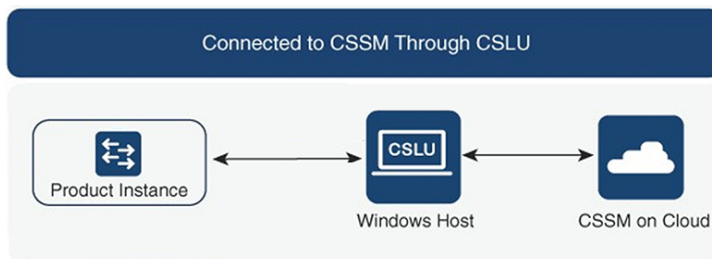 Connected to CSSM Through CSLU
CSLU
Product Instance
Windows Host
CSSM on Cloud